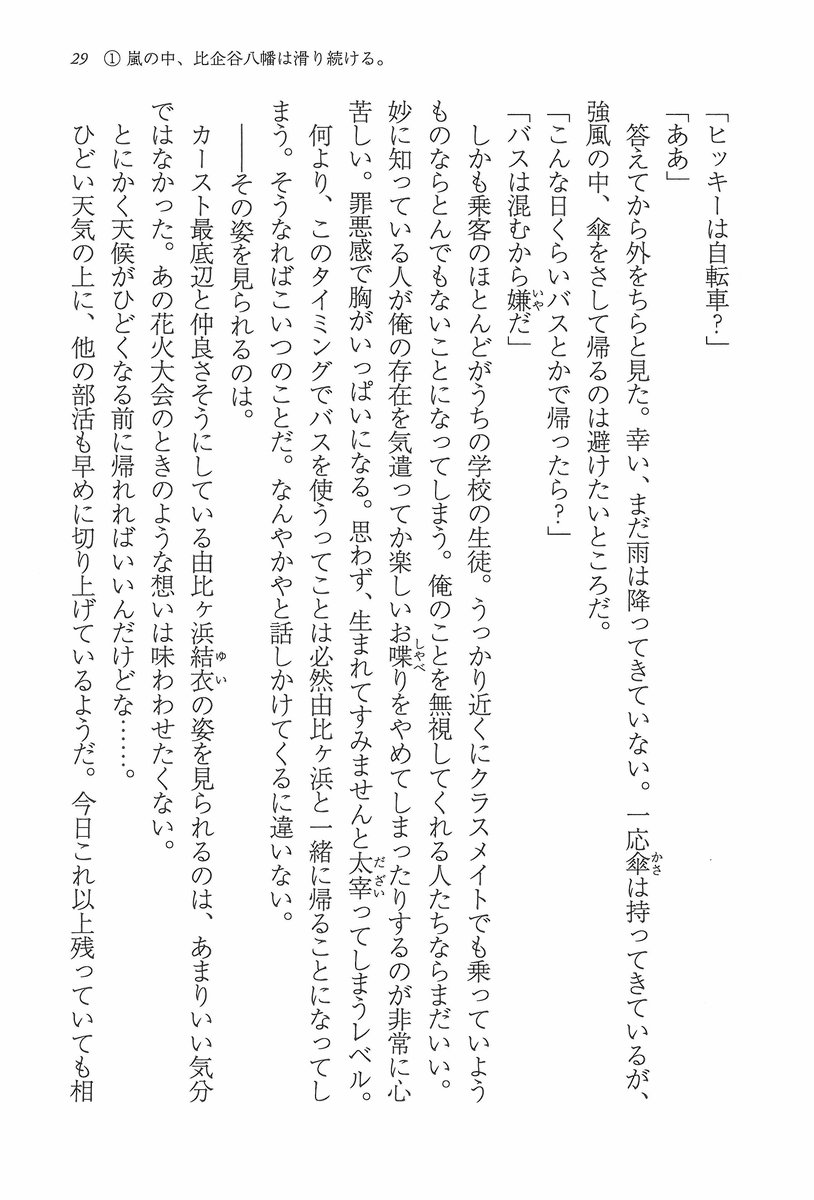 29 ① 嵐の中、比企谷八幡は滑り続ける。
「ヒッキーは自転車？」
「ああ」
答えてから外をちらと見た。幸い、まだ雨は降ってきていない。一応傘は持ってきているが、
強風の中、傘をさして帰るのは避けたいところだ。
「こんな日くらいバスとかで帰ったら？」
「バスは混むから嫌だ」
しかも乗客のほとんどがうちの学校の生徒。うっかり近くにクラスメイトでも乗っていよう
ものならとんでもないことになってしまう。俺のことを無視してくれる人たちならまだいい。
妙に知っている人が俺の存在を気遣ってか楽しいお喋りをやめてしまったりするのが非常に心
苦しい。罪悪感で胸がいっぱいになる。思わず、生まれてすみませんと太宰ってしまうレベル。
何より、このタイミングでバスを使うってことは必然由比ヶ浜と一緒に帰ることになってし
まう。そうなればこいつのことだ。なんやかやと話しかけてくるに違いない。
――その姿を見られるのは。
カースト最底辺と仲良さそうにしている由比ヶ浜結衣の姿を見られるのは、あまりいい気分
ではなかった。あの花火大会のときのような想いは味わわせたくない。
とにかく天候がひどくなる前に帰れればいいんだけどな……。
ひどい天気の上に、他の部活も早めに切り上げているようだ。今日これ以上残っていても相